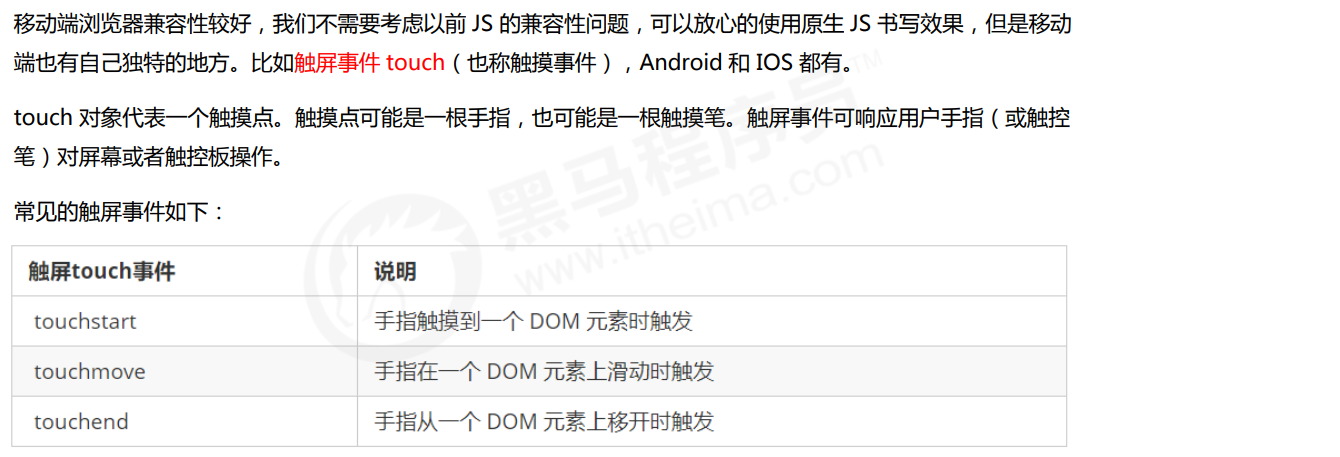 移动端浏览器兼容性较好，我们不需要考虑以前 JS 的兼容性问题，可以放心的使用原生 JS 书写效果，但是移动
端也有自己独特的地方。比如触屏事件 touch（也称触摸事件），Android 和 IOS 都有。
touch 对象代表一个触摸点。触摸点可能是一根手指，也可能是一根触摸笔。触屏事件可响应用户手指（或触控
笔）对屏幕或者触控板操作。
常见的触屏事件如下：
触屏touch事件 说明
touchstart 手指触摸到一个 DOM 元素时触发
touchmove 手指在一个 DOM 元素上滑动时触发
touchend 手指从一个 DOM 元素上移开时触发
黑马程序员™
www.itheima.com